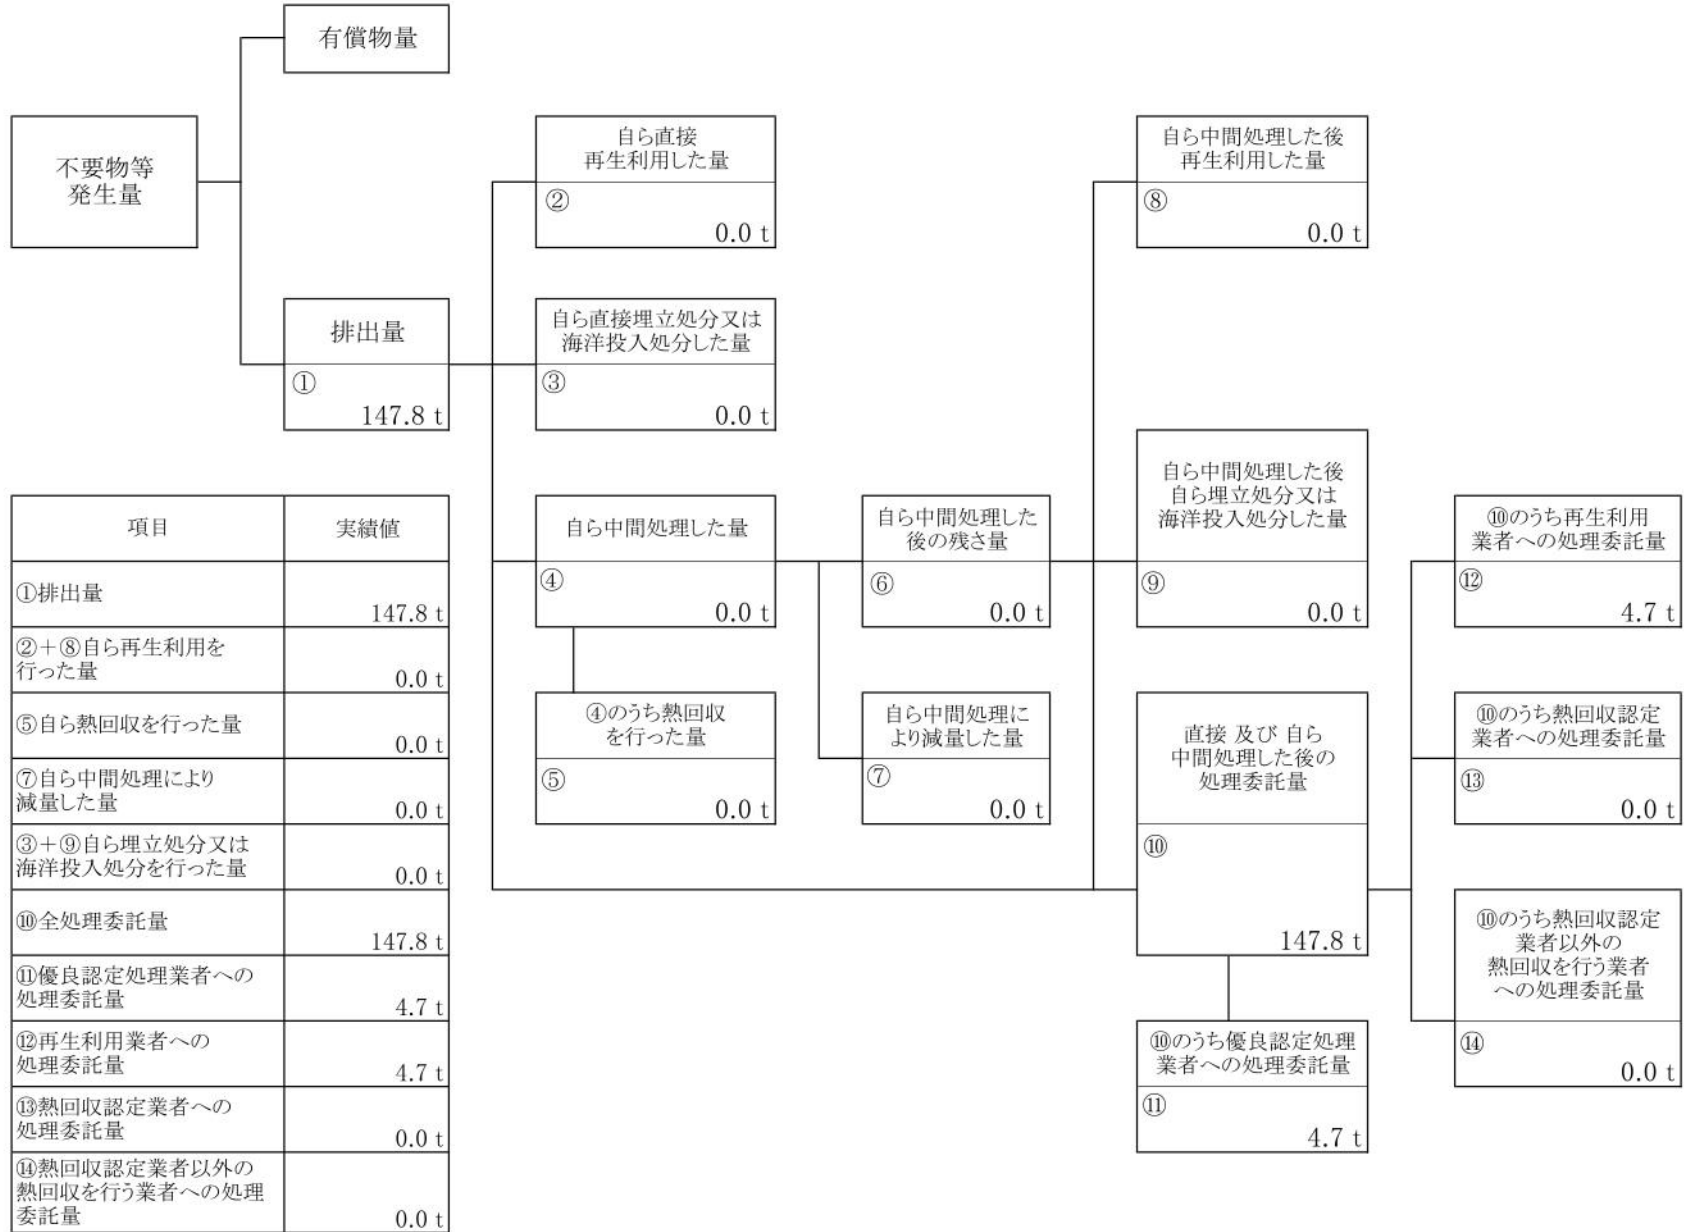 有償物量
不要物等
発生量
自ら直接
再生利用した量
②
0.0 t
自ら中間処理した後
再生利用した量
⑧
0.0 t
排出量
①
147.8 t
自ら直接埋立処分又は
海洋投入処分した量
③
0.0 t
自ら中間処理した量
④
0.0 t
自ら中間処理した
後の残さ量
⑥
0.0 t
自ら中間処理した後
自ら埋立処分又は
海洋投入処分した量
⑨
0.0 t
⑩のうち再生利用
業者への処理委託量
⑫
4.7 t
④のうち熱回収
を行った量
⑤
0.0 t
自ら中間処理に
より減量した量
⑦
0.0 t
直接 及び 自ら
中間処理した後の
処理委託量
⑩
147.8 t
⑩のうち熱回収認定
業者への処理委託量
⑬
0.0 t
⑩のうち熱回収認定
業者以外の
熱回収を行う業者
への処理委託量
⑭
0.0 t
⑩のうち優良認定処理
業者への処理委託量
⑪
4.7 t
項目 実績値
①排出量
147.8 t
②+⑧自ら再生利用を
行った量
0.0 t
⑤自ら熱回収を行った量
0.0 t
⑦自ら中間処理により
減量した量
0.0 t
③+⑨自ら埋立処分又は
海洋投入処分を行った量
0.0 t
⑩全処理委託量
147.8 t
⑪優良認定処理業者への
処理委託量
4.7 t
⑫再生利用業者への
処理委託量
4.7 t
⑬熱回収認定業者への
処理委託量
0.0 t
⑭熱回収認定業者以外の
熱回収を行う業者への処理
委託量
0.0 t